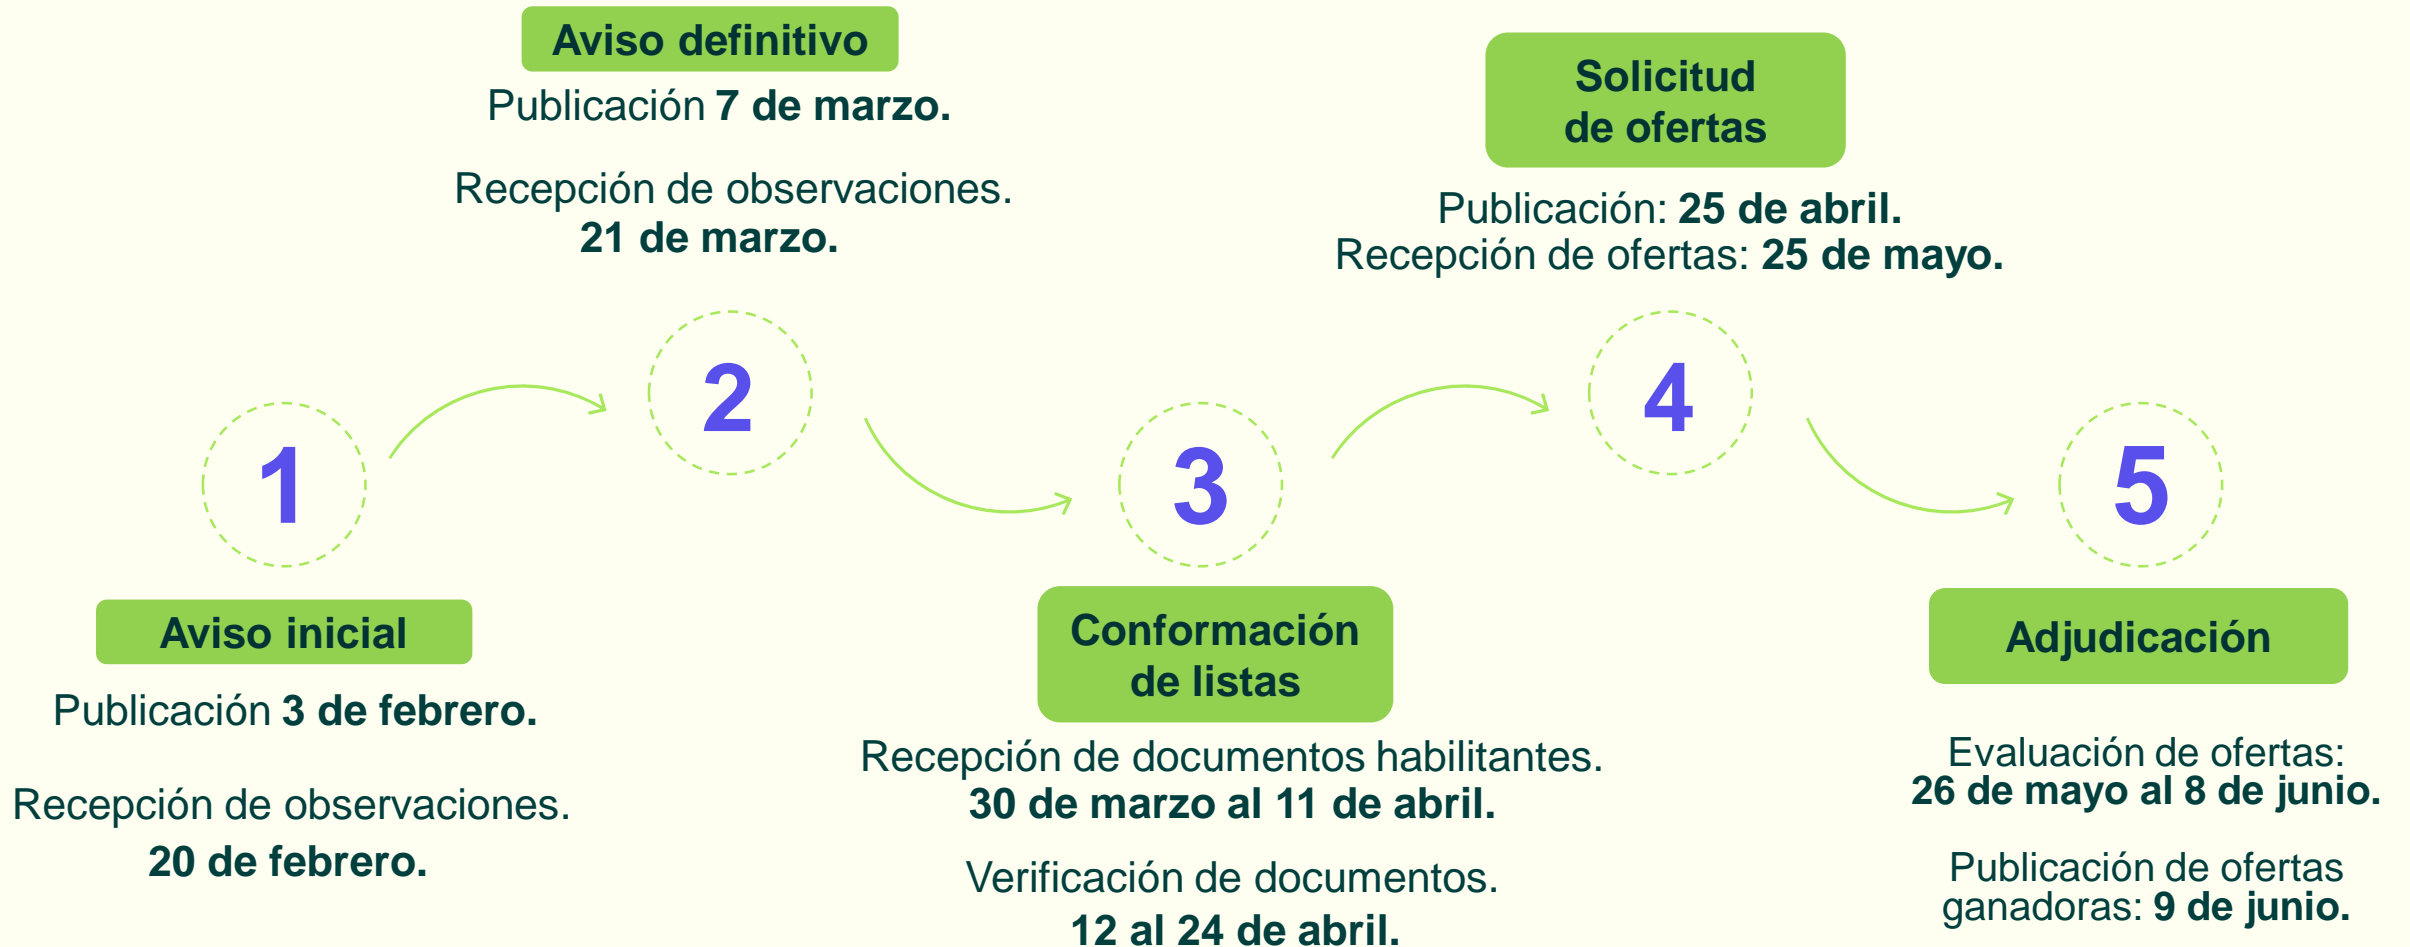 1
Aviso inicial
Publicación 3 de febrero.
Recepción de observaciones.
20 de febrero.
Aviso definitivo
Publicación 7 de marzo.
Recepción de observaciones.
21 de marzo.
2
3
Conformación
de listas
Recepción de documentos habilitantes.
30 de marzo al 11 de abril.
Verificación de documentos.
12 al 24 de abril.
Solicitud
de ofertas
Publicación: 25 de abril.
Recepción de ofertas: 25 de mayo.
4
5
Adjudicación
Evaluación de ofertas:
26 de mayo al 8 de junio.
Publicación de ofertas
ganadoras: 9 de junio.